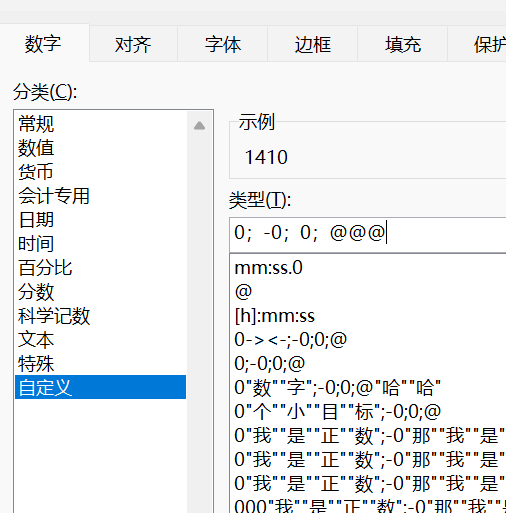 数字 对齐 字体 边框 填充 保护
分类(C):
常规
数值
货币
会计专用
日期
时间
百分比
分数
科学记数
文本
特殊
自定义
示例
1410
类型(T):
0；-0；0；@@@
mm:ss.0
@
[h]:mm:ss
0-><-;-0;0;@
0;-0;0;@
0"数""字";-0;0;@"哈""哈"
0"个""小""目""标";-0;0;@
0"我""是""正""数";-0"那""我""是"
0"我""是""正""数";-0"那""我""是"
0"我""是""正""数";-0"那""我""是"
000"我""是""正""数";-0"那""我""是